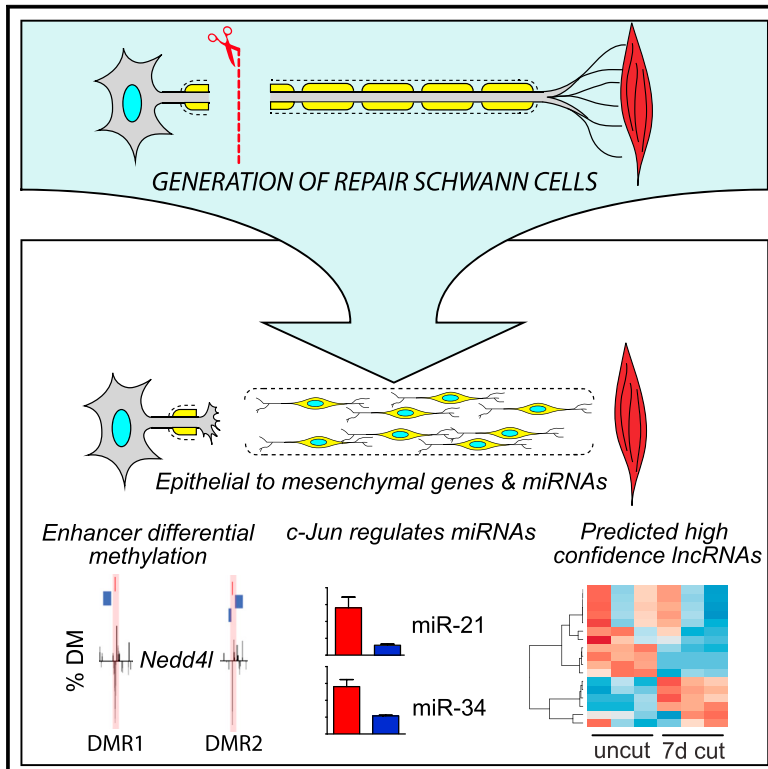 GENERATION OF REPAIR SCHWANN CELLS
Epithelial to mesenchymal genes & miRNAs
Enhancer differential
methylation
c-Jun regulates miRNAs
Predicted high
confidence lncRNAs
% DM
Nedd4l
DMR1
DMR2
miR-21
miR-34
uncut
7d cut